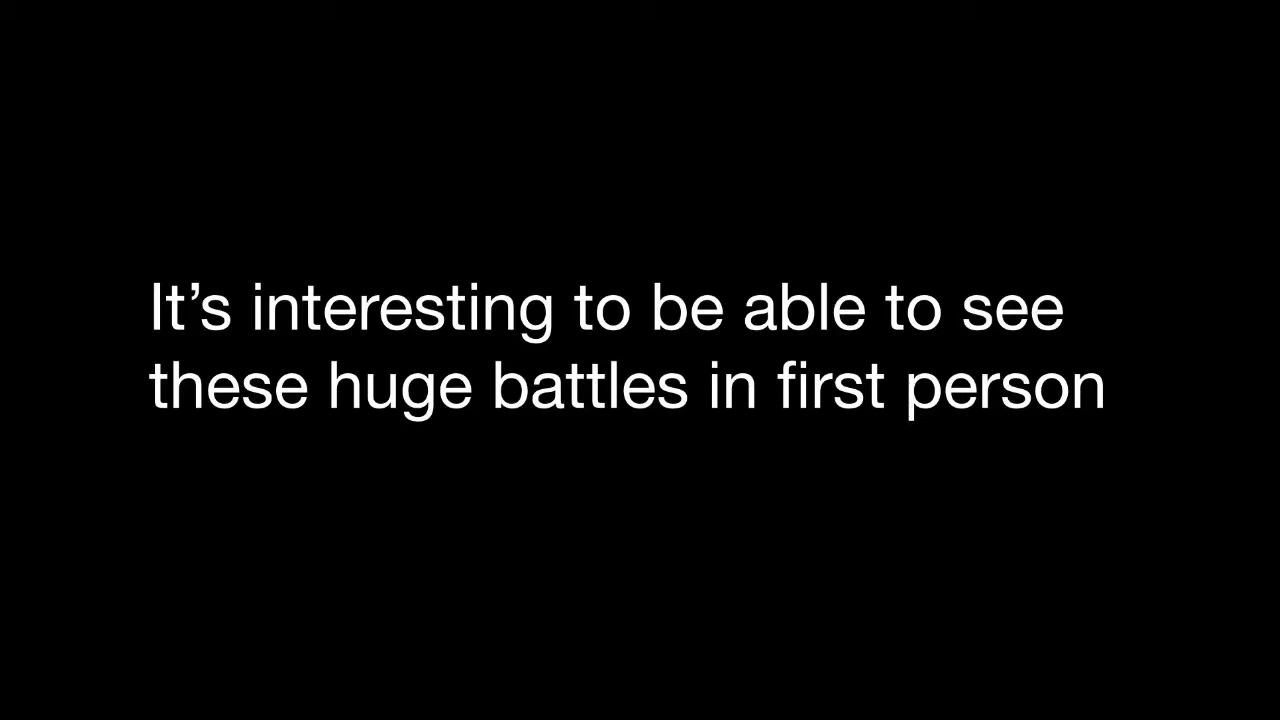 It’s interesting to be able to see
these huge battles in first person